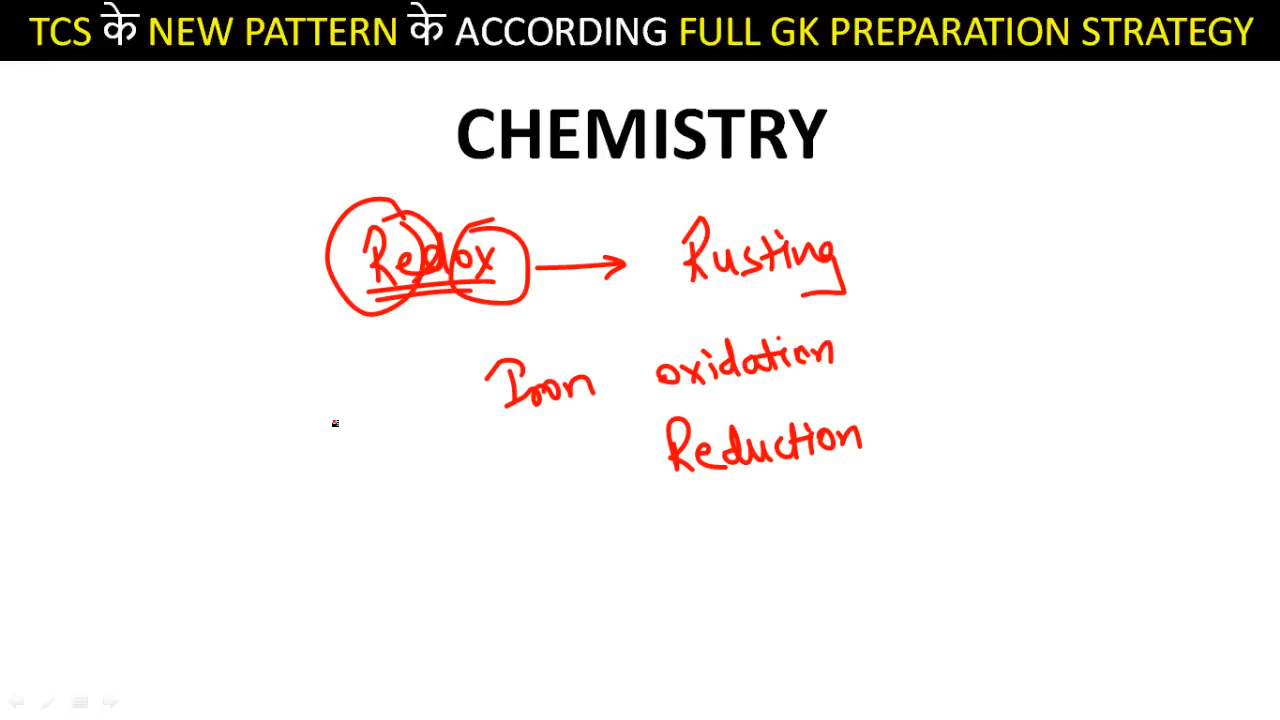 TCS के NEW PATTERN के ACCORDING FULL GK PREPARATION STRATEGY
CHEMISTRY
Redox → Rusting
Iron oxidation
Reduction